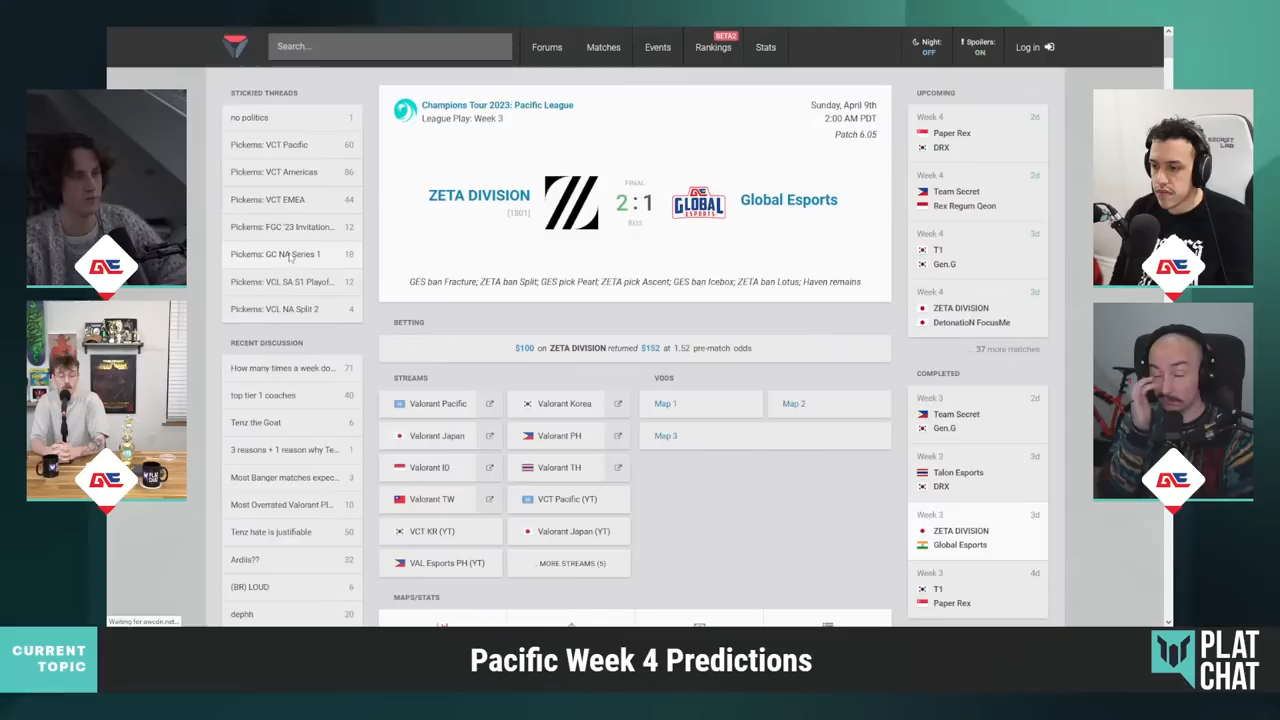 Search...
Forums
Matches
Events
BETA2
Rankings
Stats
Night:
OFF
Spoilers:
ON
Log in
STICKIED THREADS
no politics 1
Pickems: VCT Pacific 60
Pickems: VCT Americas 86
Pickems: VCT EMEA 44
Pickems: FGC '23 Invitation... 12
Pickems: GC NA Series 1 18
Pickems: VCL SA S1 Playof... 12
Pickems: VCL NA Split 2 4
RECENT DISCUSSION
How many times a week do... 71
top tier 1 coaches 40
Tenz the Goat 6
3 reasons + 1 reason why Te... 1
Most Banger matches expec... 3
Most Overrated Valorant Pl... 10
Tenz hate is justifiable 50
Ardiis?? 
(BR) LOUD 6
dephh 20
Waiting for owcdn.net...
Champions Tour 2023: Pacific League
League Play: Week 3
Sunday, April 9th
2:00 AM PDT
Patch 6.05
ZETA DIVISION
[1801]
FINAL
2 : 1
BO3
GLOBAL
Global Esports
GES ban Fracture; ZETA ban Split; GES pick Pearl; ZETA pick Ascent; GES ban Icebox; ZETA ban Lotus; Haven remains
BETTING
$100 on ZETA DIVISION returned $152 at 1.52 pre-match odds
STREAMS
Valorant Pacific
Valorant Korea
Valorant Japan
Valorant PH
Valorant ID
Valorant TH
Valorant TW
VCT Pacific (YT)
VCT KR (YT)
Valorant Japan (YT)
VAL Esports PH (YT)
... MORE STREAMS (5)
VODS
Map 1
Map 2
Map 3
MAPS/STATS
UPCOMING
Week 4 2d
Paper Rex
DRX
Week 4 2d
Team Secret
Rex Regum Qeon
Week 4 3d
T1
Gen.G
Week 4 3d
ZETA DIVISION
DetonatioN FocusMe
... 37 more matches
COMPLETED
Week 3 2d
Team Secret
Gen.G
Week 3 3d
Talon Esports
DRX
Week 3 3d
ZETA DIVISION
Global Esports
Week 3 4d
T1
Paper Rex
SECRET
LAB
PLAT CHAT
CURRENT
TOPIC
Pacific Week 4 Predictions
PLAT
CHAT